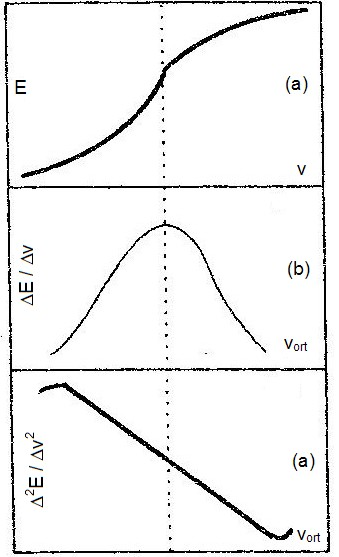 E
(a)
v
ΔE / Δv
(b)
vort
Δ²E / Δv²
(a)
vort